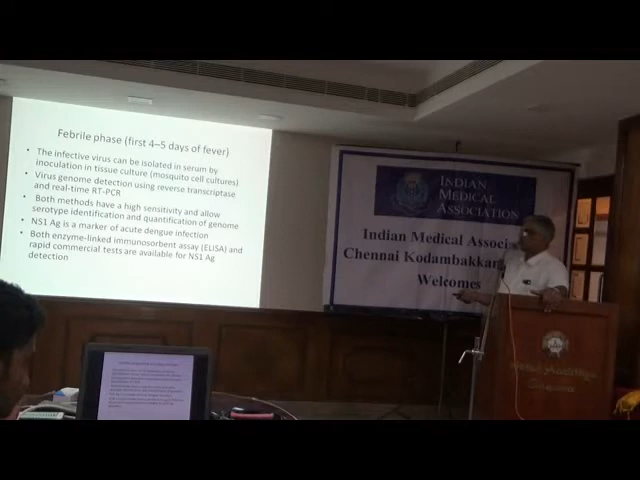 Febrile phase (first 4–5 days of fever)
• The infective virus can be isolated in serum by
inoculation in tissue culture (mosquito cell cultures)
• Virus genome detection using reverse transcriptase
and real-time RT-PCR
• Both methods have a high sensitivity and allow
serotype identification and quantification of genome
• NS1 Ag is a marker of acute dengue infection
• Both enzyme-linked immunosorbent assay (ELISA) and
rapid commercial tests are available for NS1 Ag
detection
INDIAN
MEDICAL
ASSOCIATION
Indian Medical Associ
Chennai Kodambakkam
Welcomes
Chennai